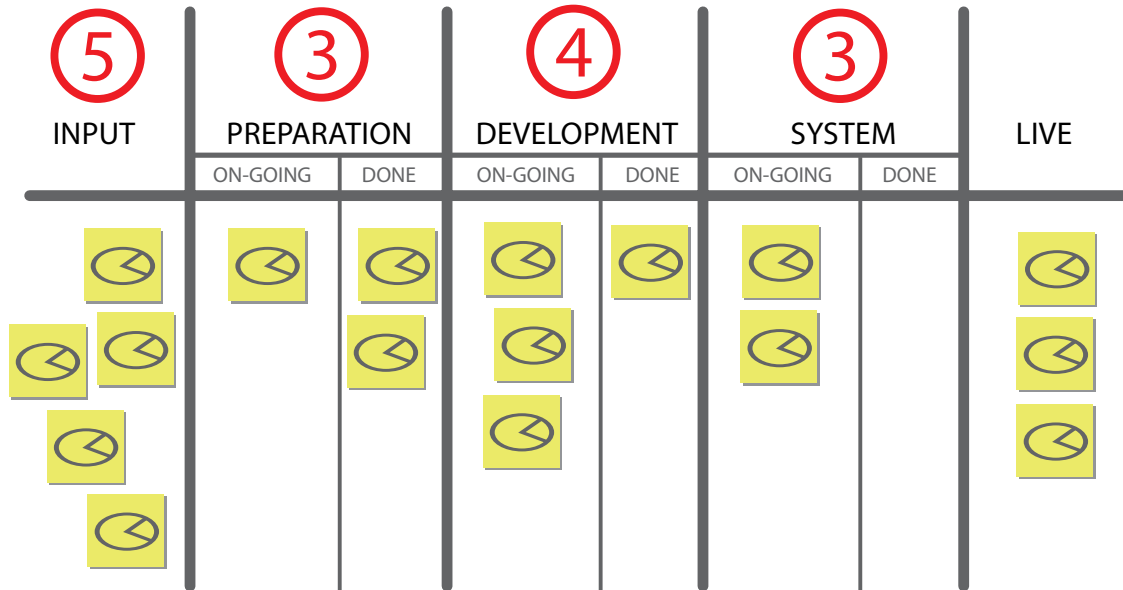 5 3 4 3
INPUT PREPARATION DEVELOPMENT SYSTEM LIVE
ON-GOING DONE ON-GOING DONE ON-GOING DONE